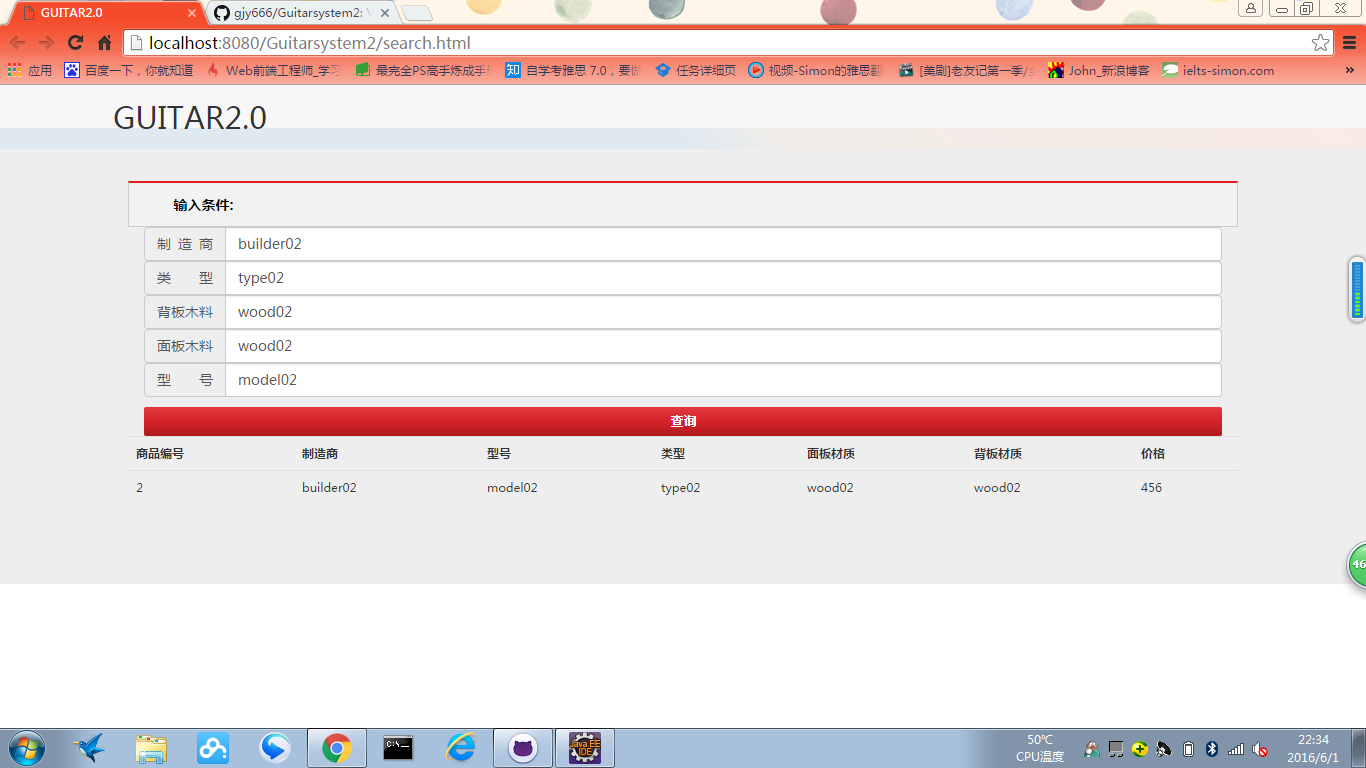 GUITAR2.0
gjy666/Guitarsystem2:
localhost:8080/Guitarsystem2/search.html
应用
百度一下，你就知道
Web前端工程师_学习
最完全PS高手炼成手
自学考雅思 7.0，要
任务详细页
视频-Simon的雅思
[美剧]老友记第一季/
John_新浪博客
ielts-simon.com
»
GUITAR2.0
输入条件:
制 造 商 builder02
类 型 type02
背板木料 wood02
面板木料 wood02
型 号 model02
查询
商品编号 制造商 型号 类型 面板材质 背板材质 价格
2 builder02 model02 type02 wood02 wood02 456
46
C:\
Java EE
IDE
50℃
CPU温度
22:34
2016/6/1